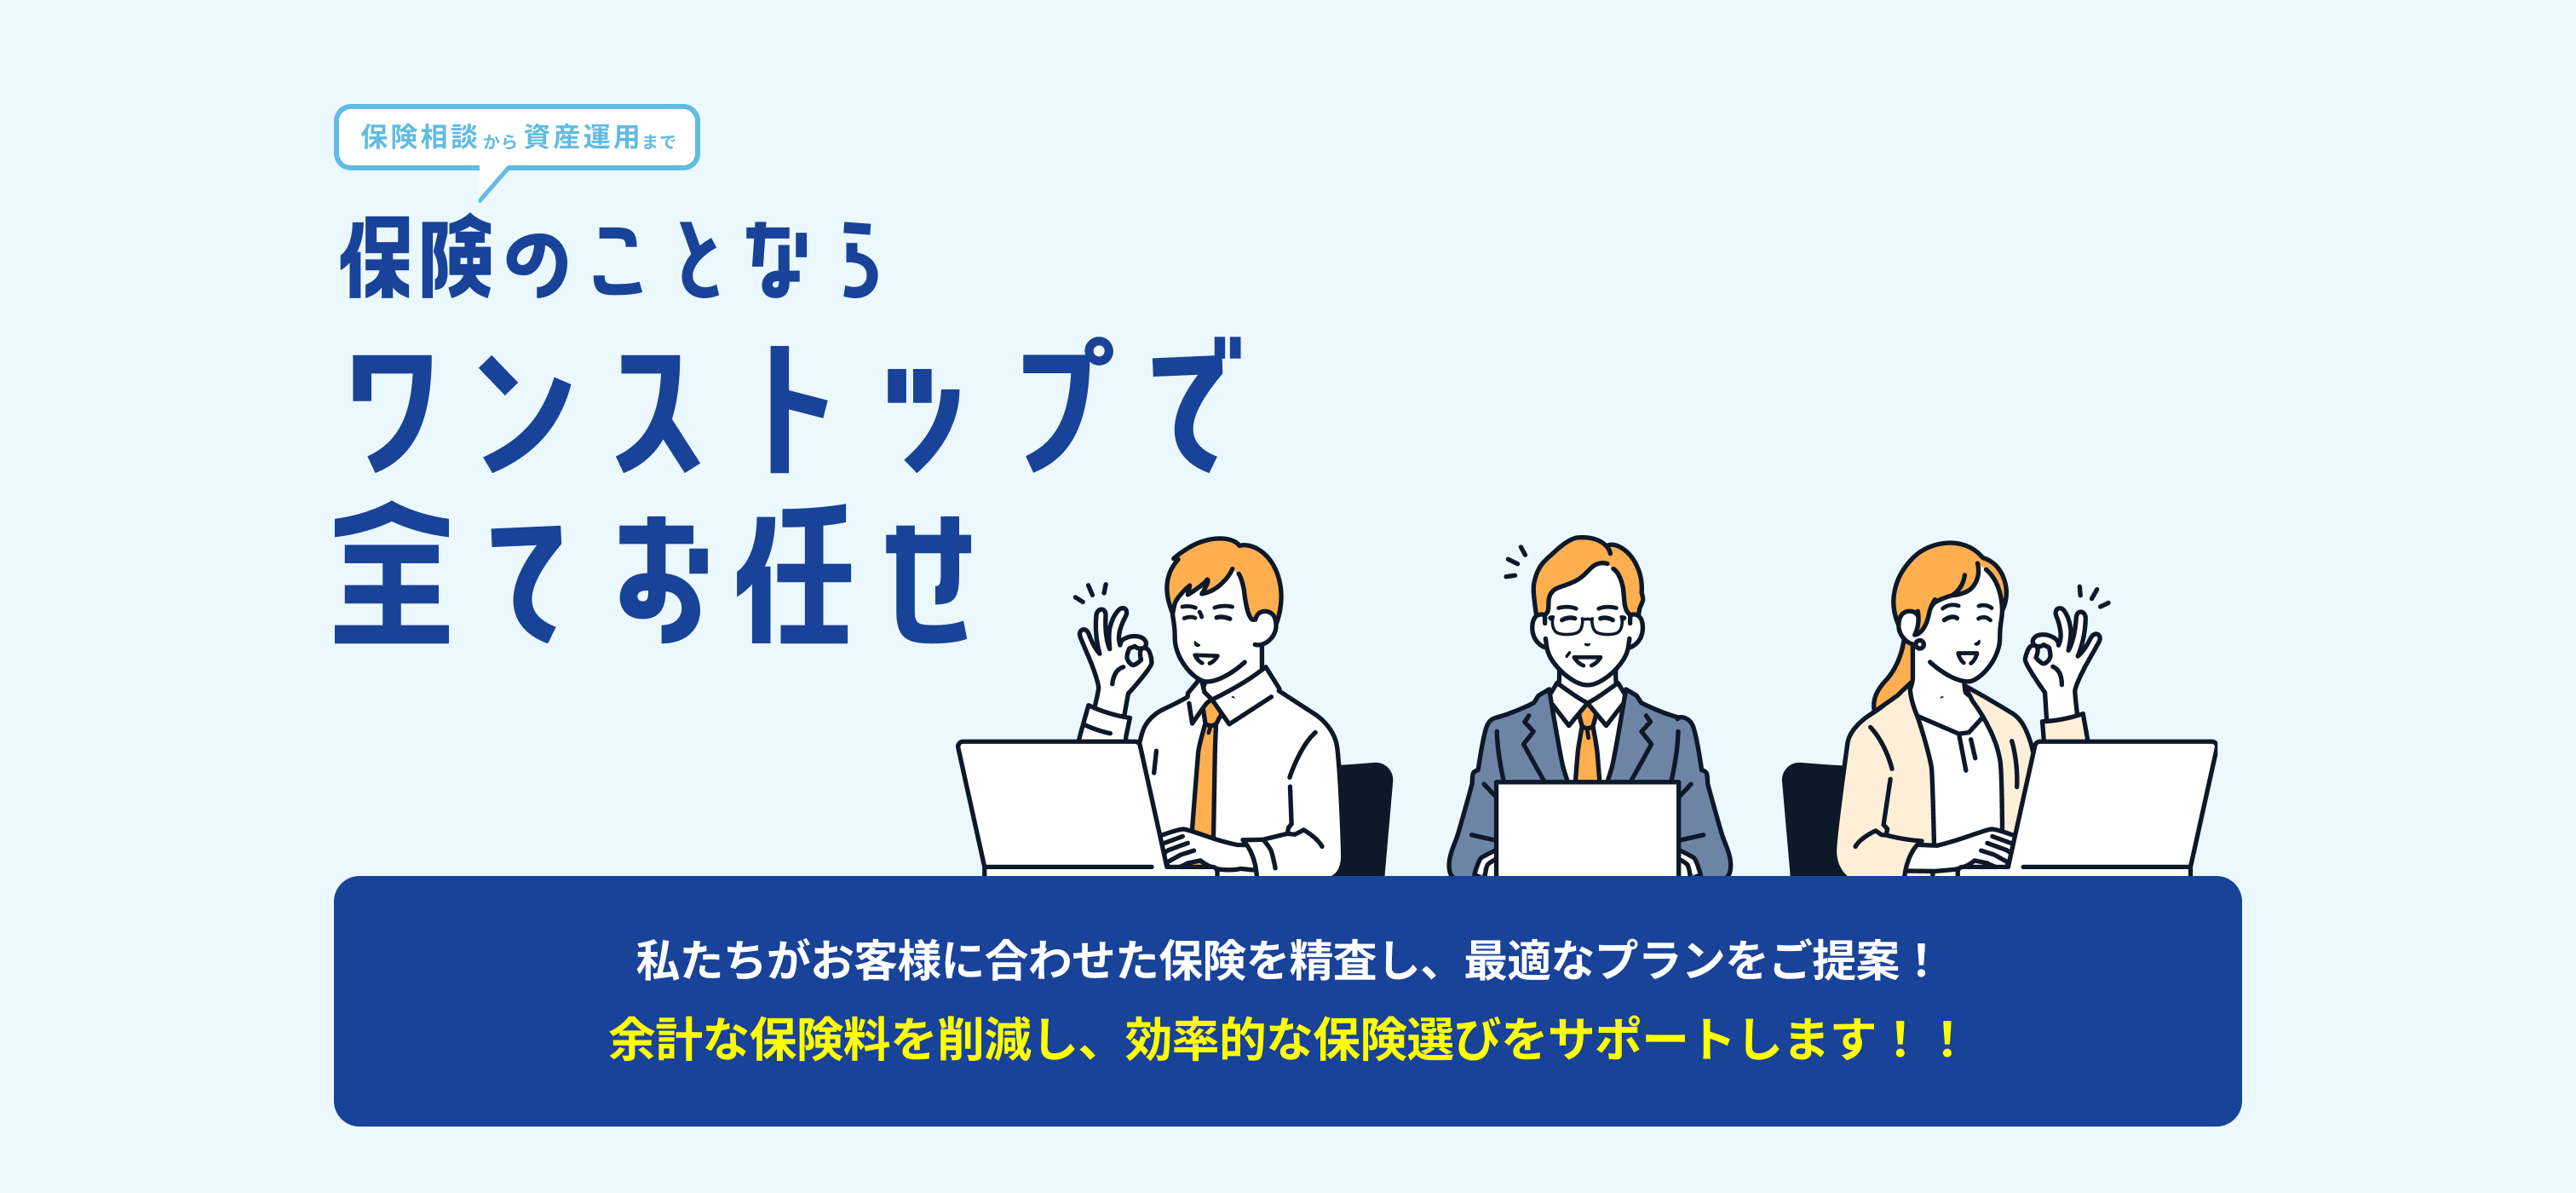 保険相談から資産運用まで
保険のことなら
ワンストップで
全てお任せ
私たちがお客様に合わせた保険を精査し、最適なプランをご提案！
余計な保険料を削減し、効率的な保険選びをサポートします！！